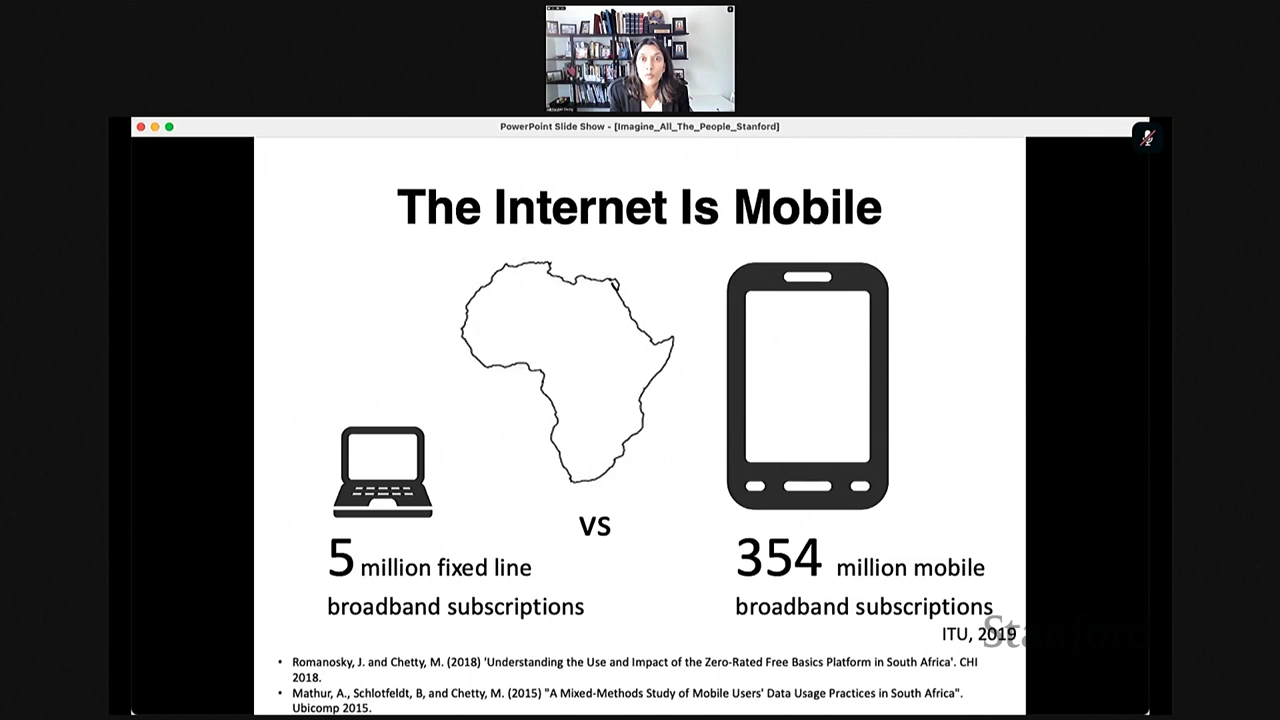 PowerPoint Slide Show - [Imagine_All_The_People_Stanford]
The Internet Is Mobile
VS
5 million fixed line
broadband subscriptions
354 million mobile
broadband subscriptions
ITU, 2019
Stanford
• Romanosky, J. and Chetty, M. (2018) 'Understanding the Use and Impact of the Zero-Rated Free Basics Platform in South Africa'. CHI
2018.
• Mathur, A., Schlotfeldt, B, and Chetty, M. (2015) "A Mixed-Methods Study of Mobile Users' Data Usage Practices in South Africa".
Ubicomp 2015.